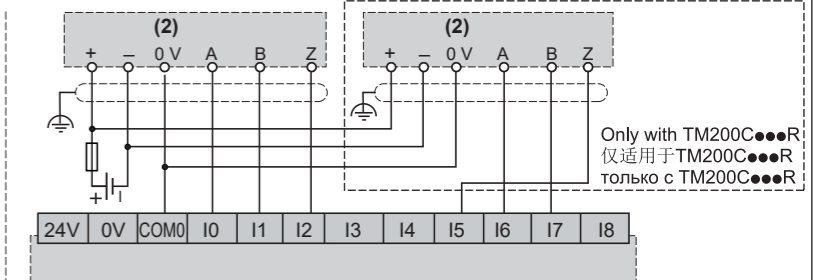 (2) (2)
+ – 0 V A B Z + – 0 V A B Z
Only with TM200C●●●R
仅适用于TM200C●●●R
только с TM200C●●●R
+
24V 0V COM0 I0 I1 I2 I3 I4 I5 I6 I7 I8